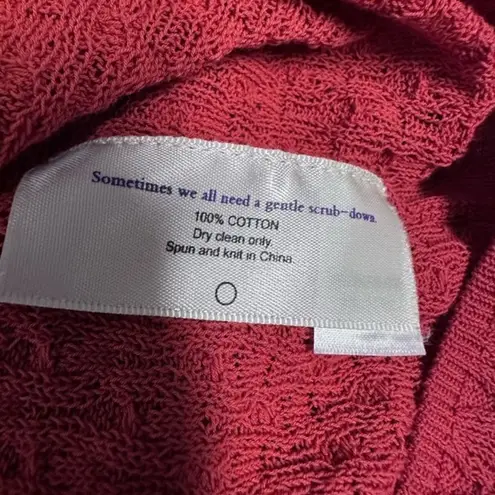 Sometimes we all need a gentle scrub-down.
100% COTTON
Dry clean only.
Spun and knit in China.